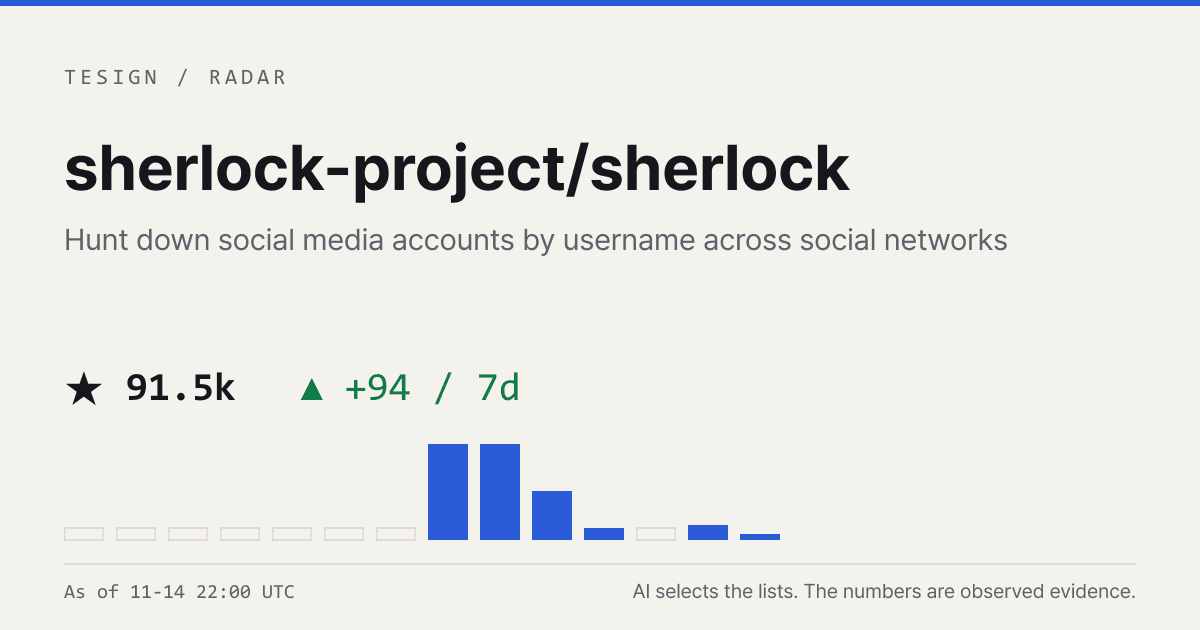 TESIGN / RADAR
sherlock-project/sherlock
Hunt down social media accounts by username across social networks
★ 91.5k ▲ +94 / 7d
As of 11-14 22:00 UTC
AI selects the lists. The numbers are observed evidence.